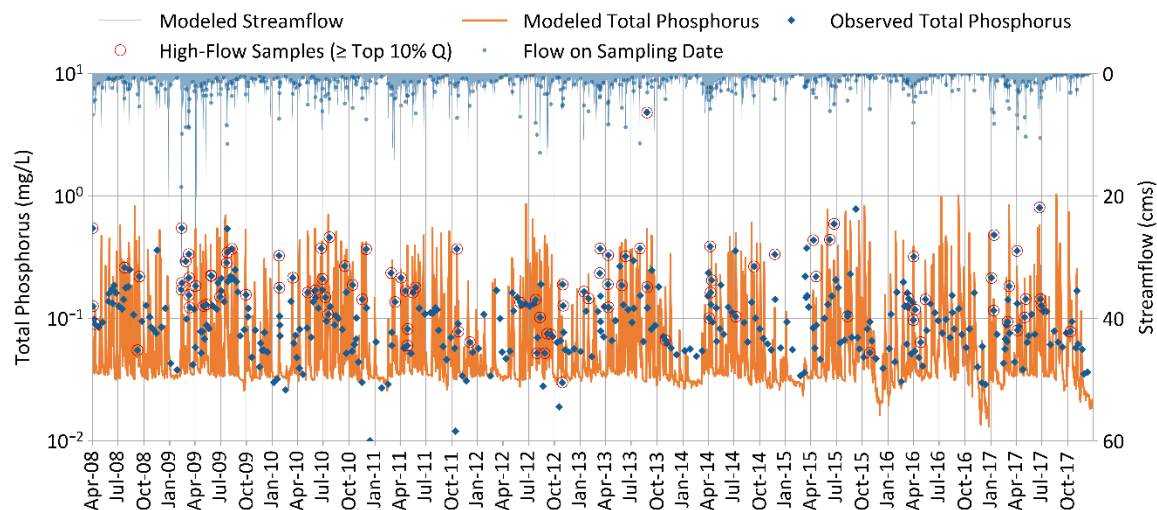 Modeled Streamflow Modeled Total Phosphorus Observed Total Phosphorus
High-Flow Samples (≥ Top 10% Q) Flow on Sampling Date
10¹ 0
10⁰ 20
10⁻¹ 40
10⁻² 60
Total Phosphorus (mg/L)
Streamflow (cms)
Apr-08 Jul-08 Oct-08 Jan-09 Apr-09 Jul-09 Oct-09 Jan-10 Apr-10 Jul-10 Oct-10 Jan-11 Apr-11 Jul-11 Oct-11 Jan-12 Apr-12 Jul-12 Oct-12 Jan-13 Apr-13 Jul-13 Oct-13 Jan-14 Apr-14 Jul-14 Oct-14 Jan-15 Apr-15 Jul-15 Oct-15 Jan-16 Apr-16 Jul-16 Oct-16 Jan-17 Apr-17 Jul-17 Oct-17